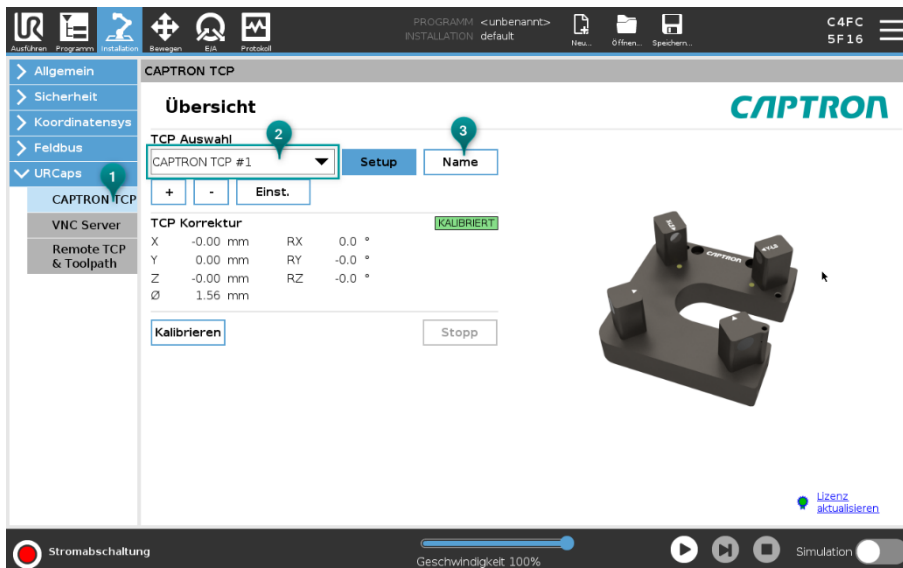 PROGRAMM <unbenannt>
INSTALLATION default
C4FC
5F16
Ausführen Programm Installation Bewegen E/A Protokoll Neu... Öffnen... Speichern...
Allgemein
Sicherheit
Koordinatensys
Feldbus
URCaps
1
CAPTRON TCP
VNC Server
Remote TCP
& Toolpath
CAPTRON TCP
Übersicht
CAPTRON
TCP Auswahl
2
3
CAPTRON TCP #1
Setup
Name
+ - Einst.
TCP Korrektur
KALIBRIERT
X -0.00 mm RX 0.0 °
Y 0.00 mm RY -0.0 °
Z -0.00 mm RZ -0.0 °
Ø 1.56 mm
Kalibrieren
Stopp
CAPTRON
Lizenz
aktualisieren
Stromabschaltung
Geschwindigkeit 100%
Simulation